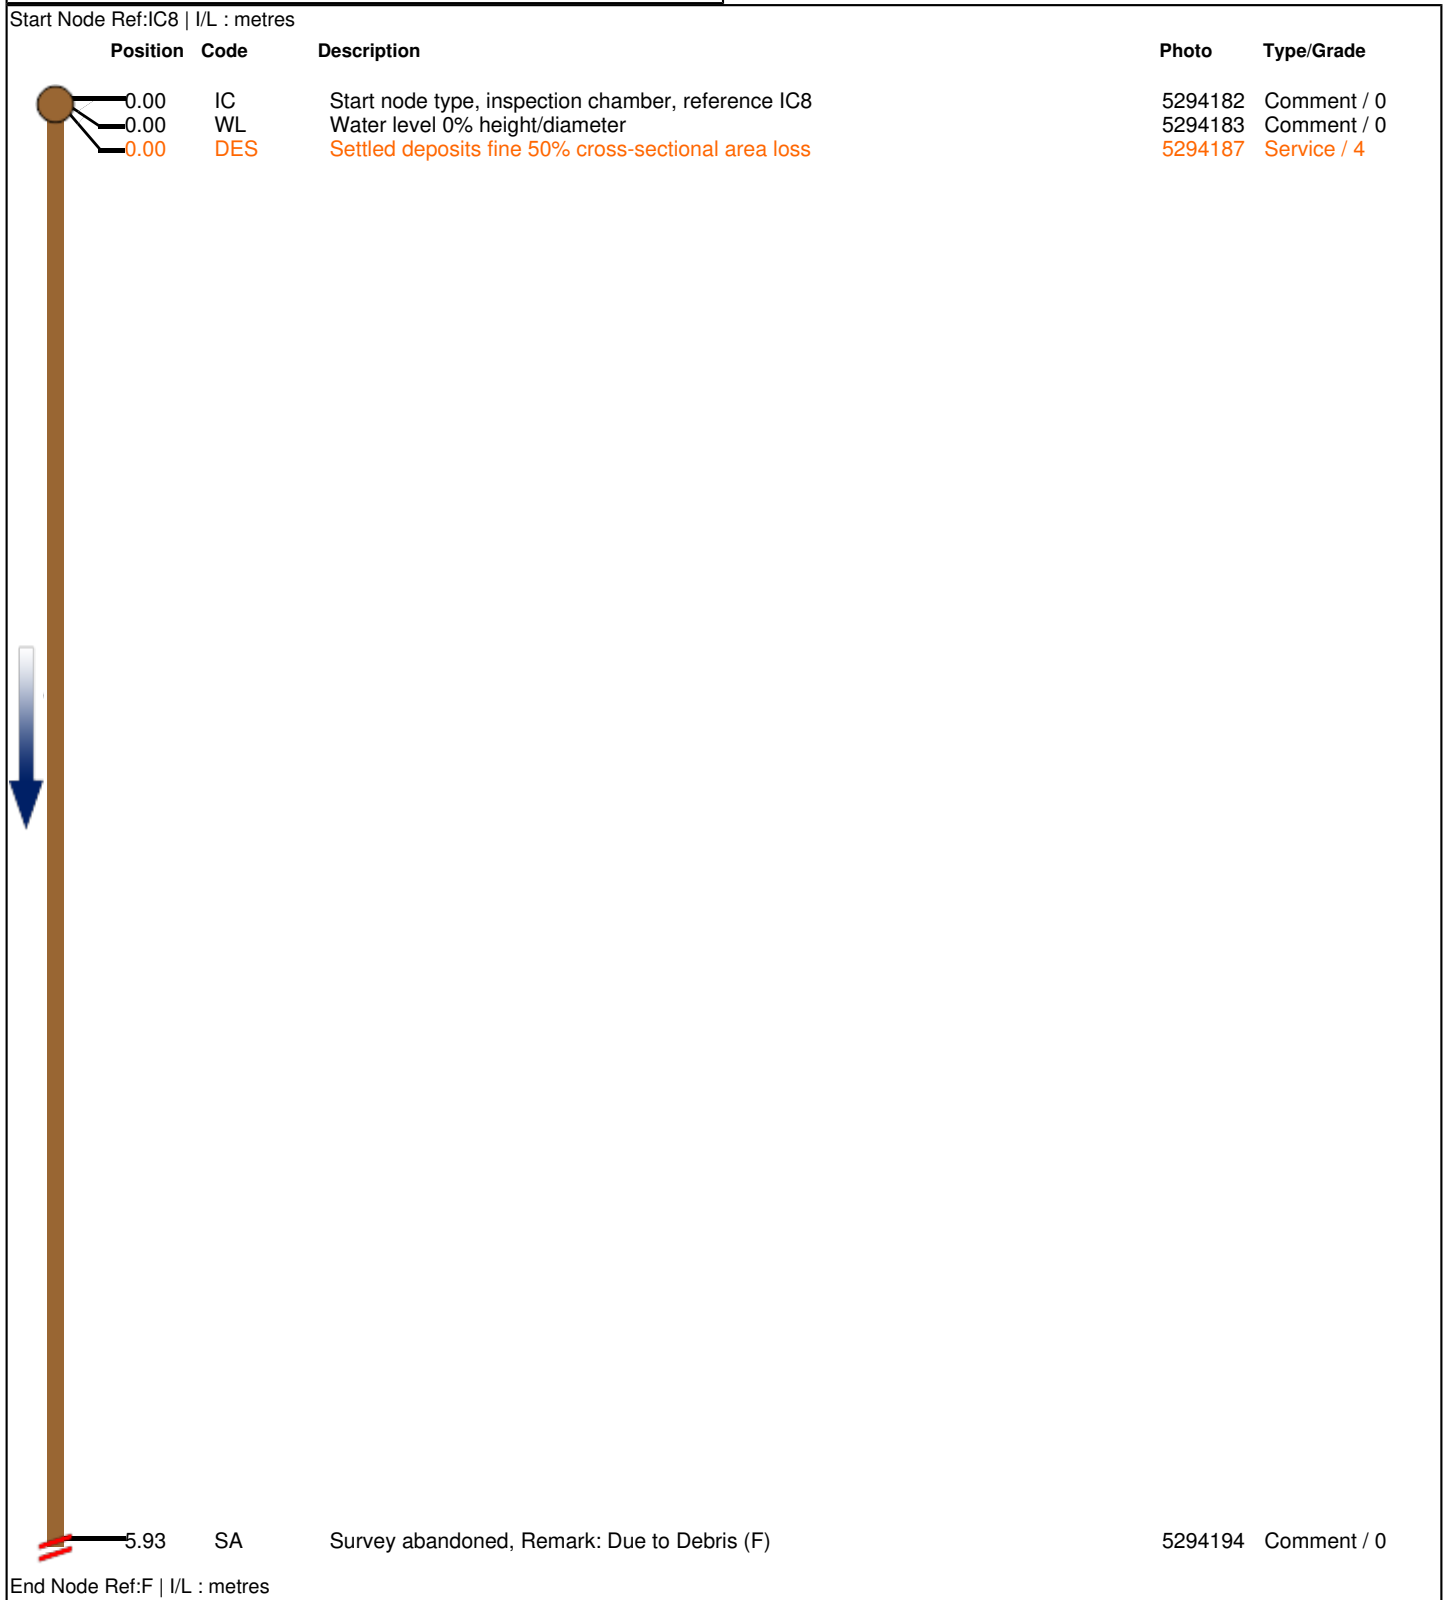 Start Node Ref:IC8 | I/L : metres
Position Code Description Photo Type/Grade
0.00 IC Start node type, inspection chamber, reference IC8 5294182 Comment / 0
0.00 WL Water level 0% height/diameter 5294183 Comment / 0
0.00 DES Settled deposits fine 50% cross-sectional area loss 5294187 Service / 4
5.93 SA Survey abandoned, Remark: Due to Debris (F) 5294194 Comment / 0
End Node Ref:F | I/L : metres